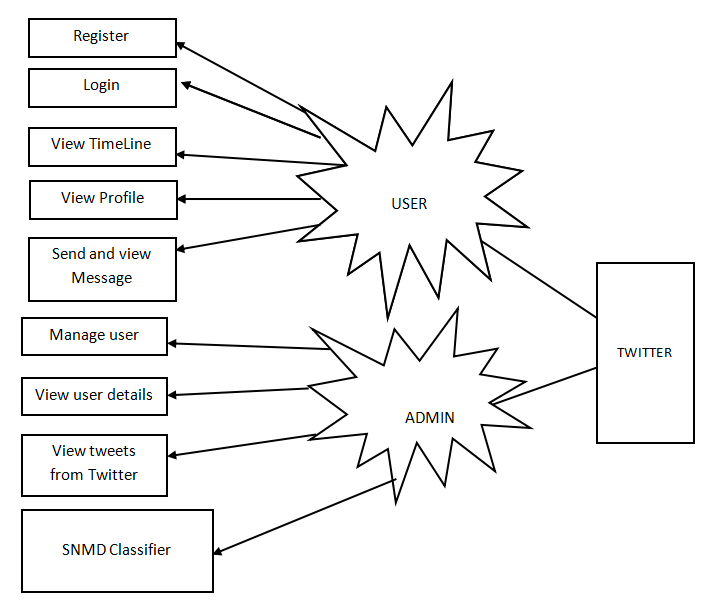 Register
Login
View TimeLine
View Profile
Send and view
Message
USER
Manage user
View user details
View tweets
from Twitter
SNMD Classifier
ADMIN
TWITTER